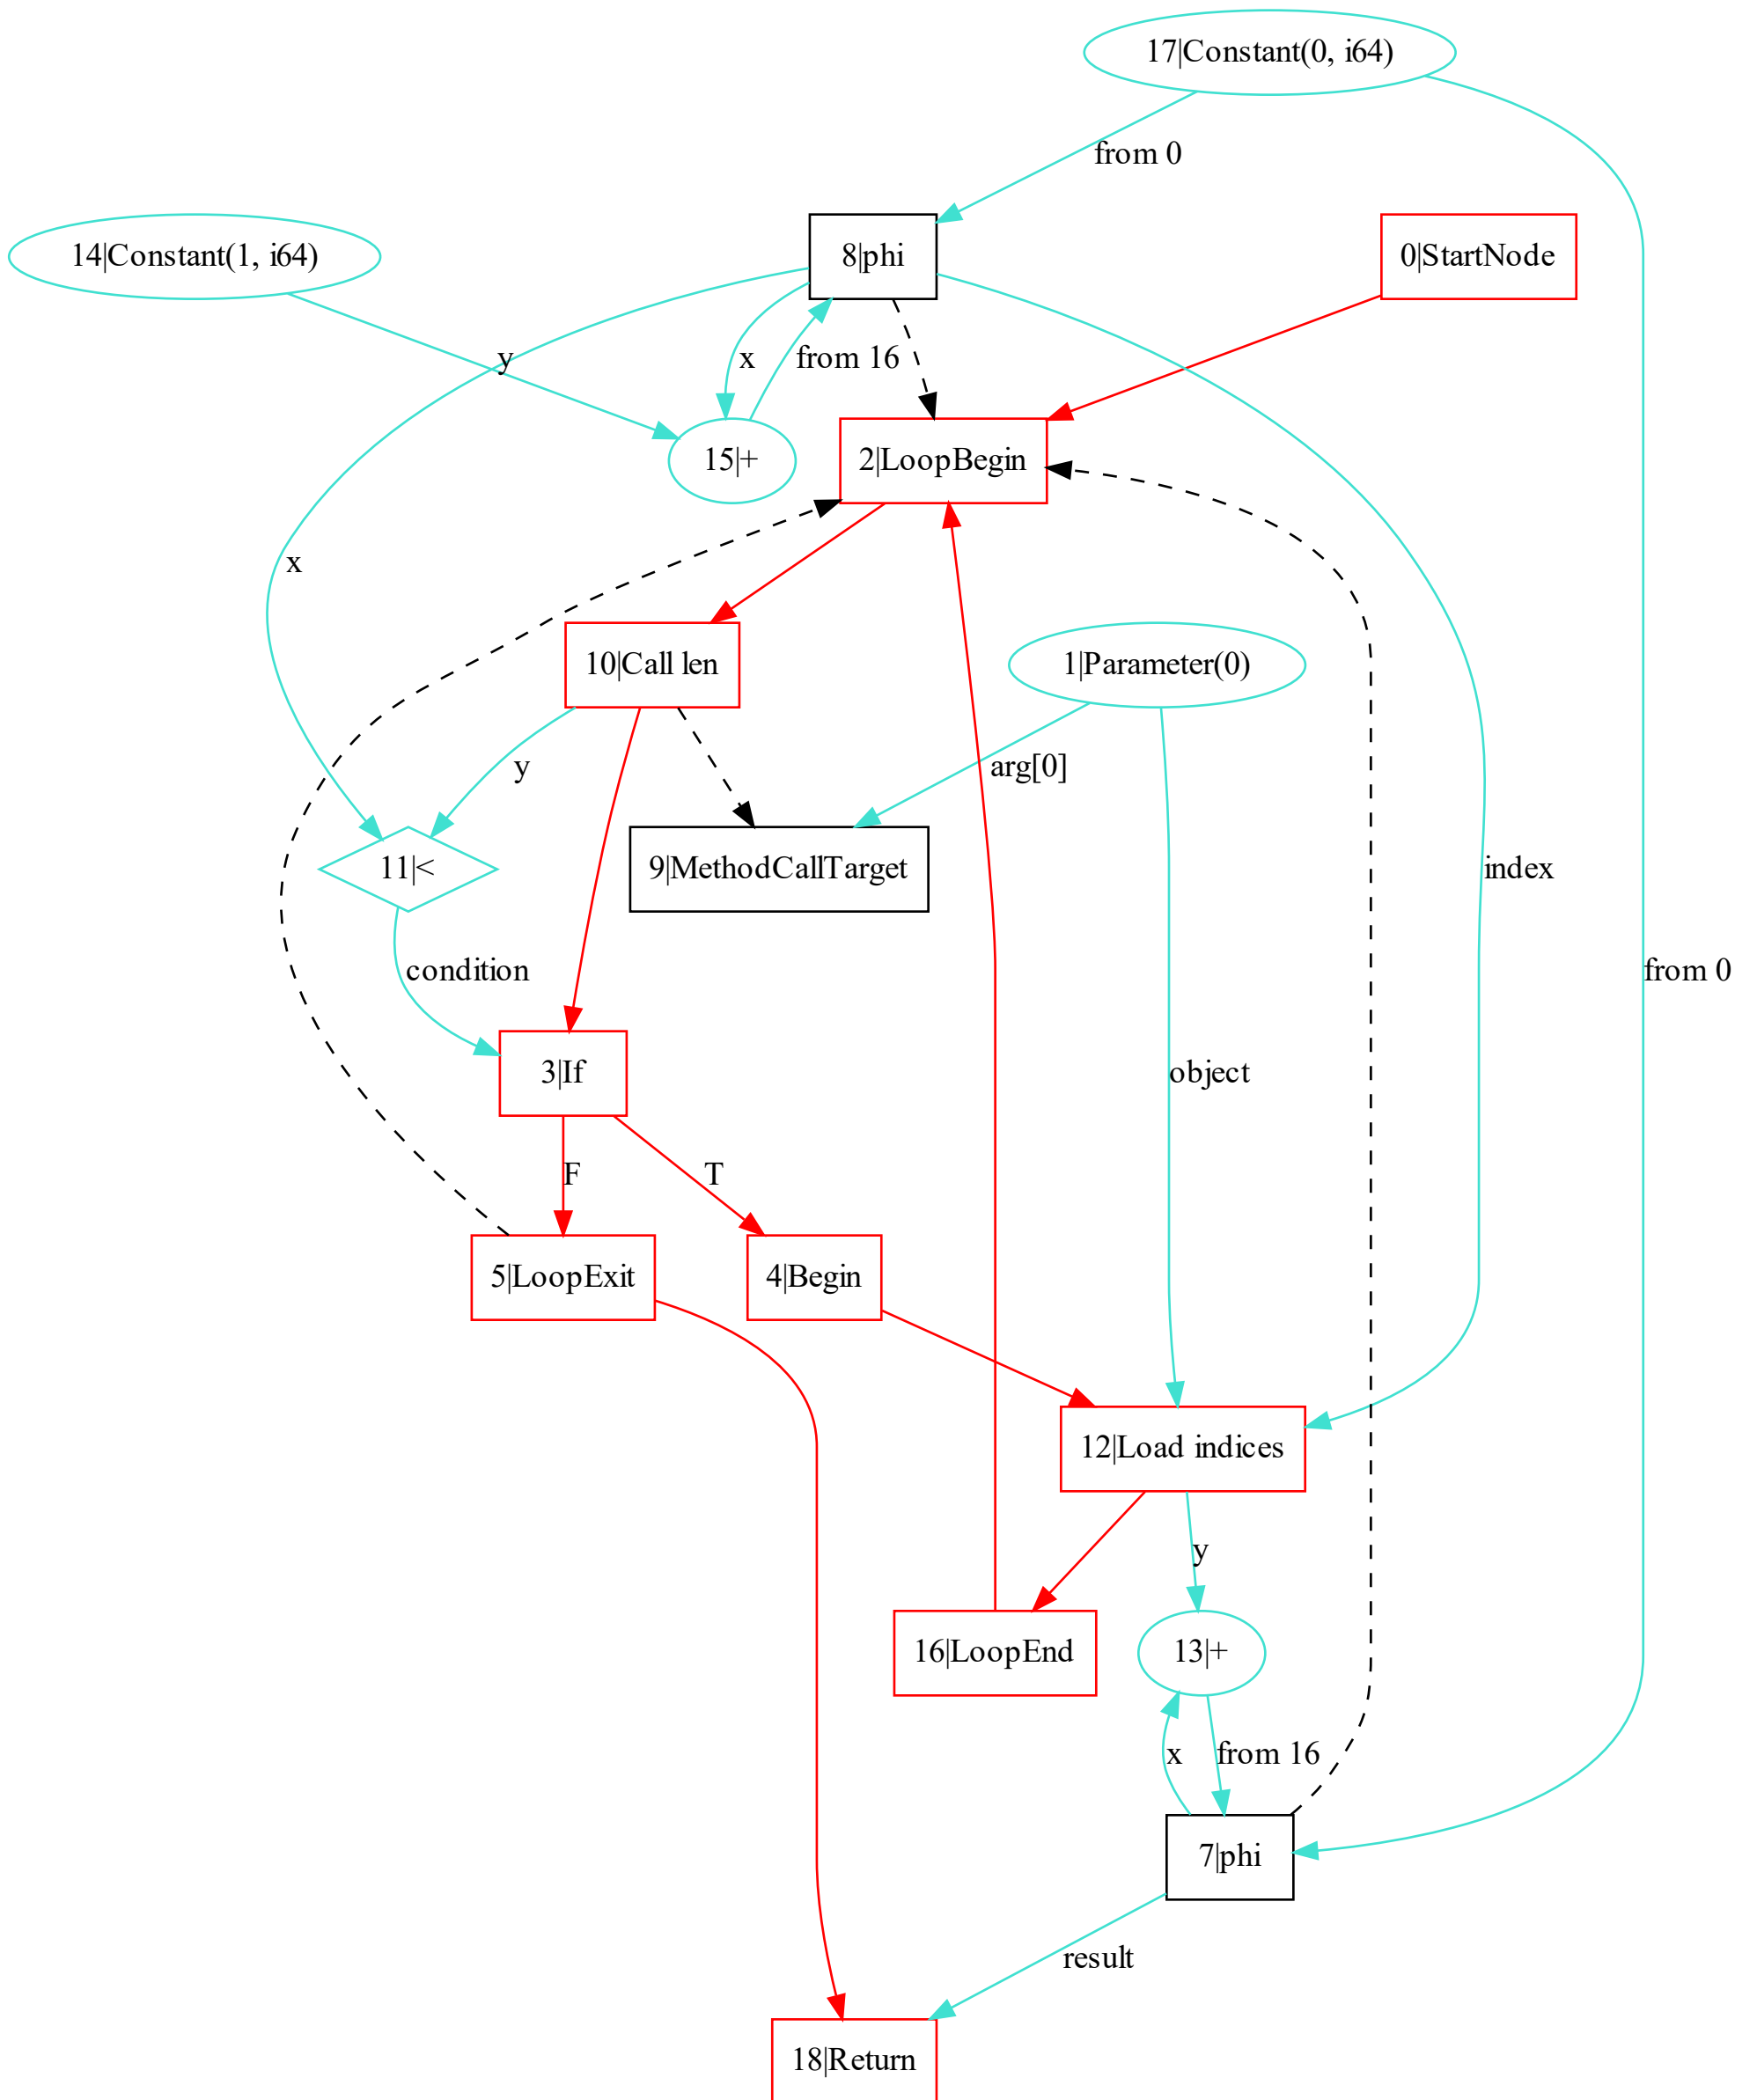 17|Constant(0, i64)
from 0
14|Constant(1, i64)
8|phi
0|StartNode
y
x
from 16
15|+
2|LoopBegin
x
10|Call len
1|Parameter(0)
y
arg[0]
11|<
9|MethodCallTarget
index
condition
from 0
3|If
object
F
T
5|LoopExit
4|Begin
12|Load indices
y
16|LoopEnd
13|+
x
from 16
7|phi
result
18|Return